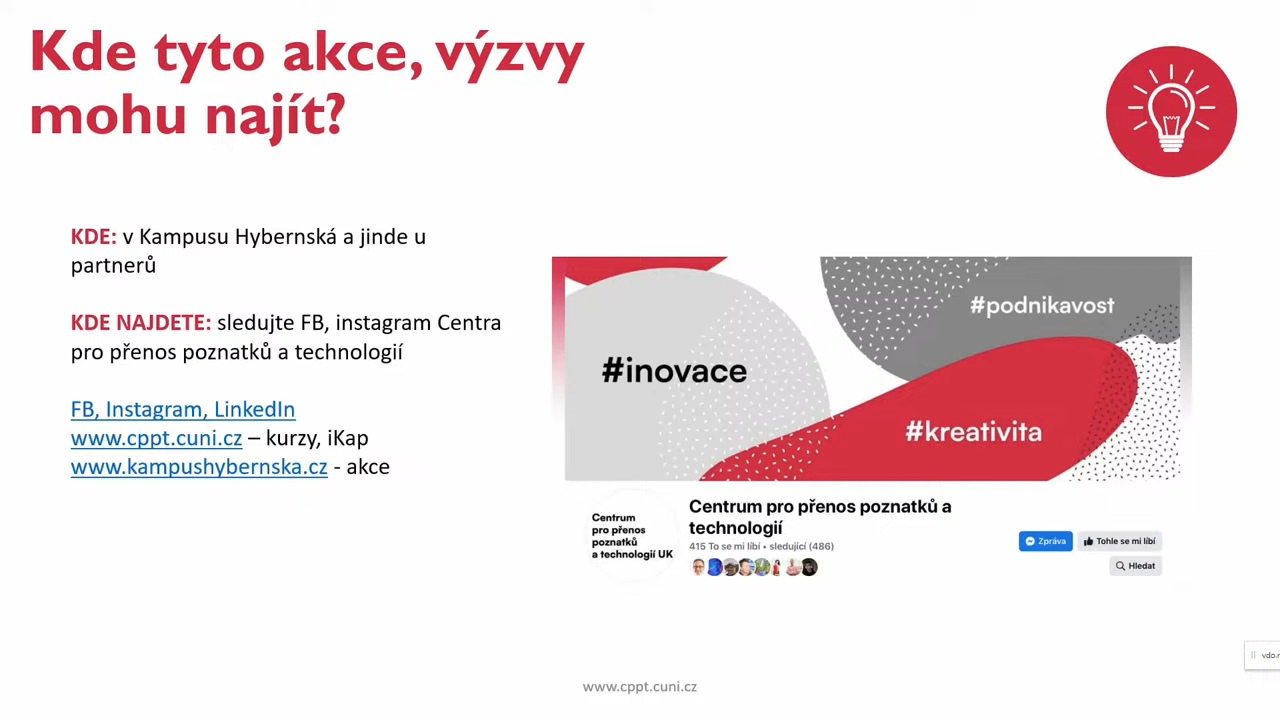 Kde tyto akce, výzvy
mohu najít?
KDE: v Kampusu Hybernská a jinde u
partnerů
KDE NAJDETE: sledujte FB, instagram Centra
pro přenos poznatků a technologií
FB, Instagram, LinkedIn
www.cppt.cuni.cz – kurzy, iKap
www.kampushybernska.cz - akce
#podnikavost
#inovace
#kreativita
Centrum
pro přenos
poznatků
a technologií UK
Centrum pro přenos poznatků a
technologií
415 To se mi líbí • sledující (486)
Zpráva
Tohle se mi líbí
Hledat
www.cppt.cuni.cz